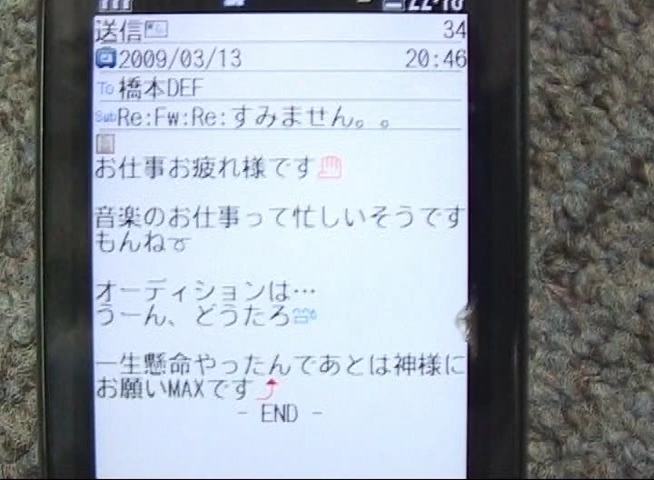 22:18
送信 34
2009/03/13 20:46
To 橋本DEF
Sub Re:Fw:Re:すみません。。
お仕事お疲れ様です
音楽のお仕事って忙しいそうです
もんね
オーディションは…
うーん、どうたろ
一生懸命やったんであとは神様に
お願いMAXです
- END -